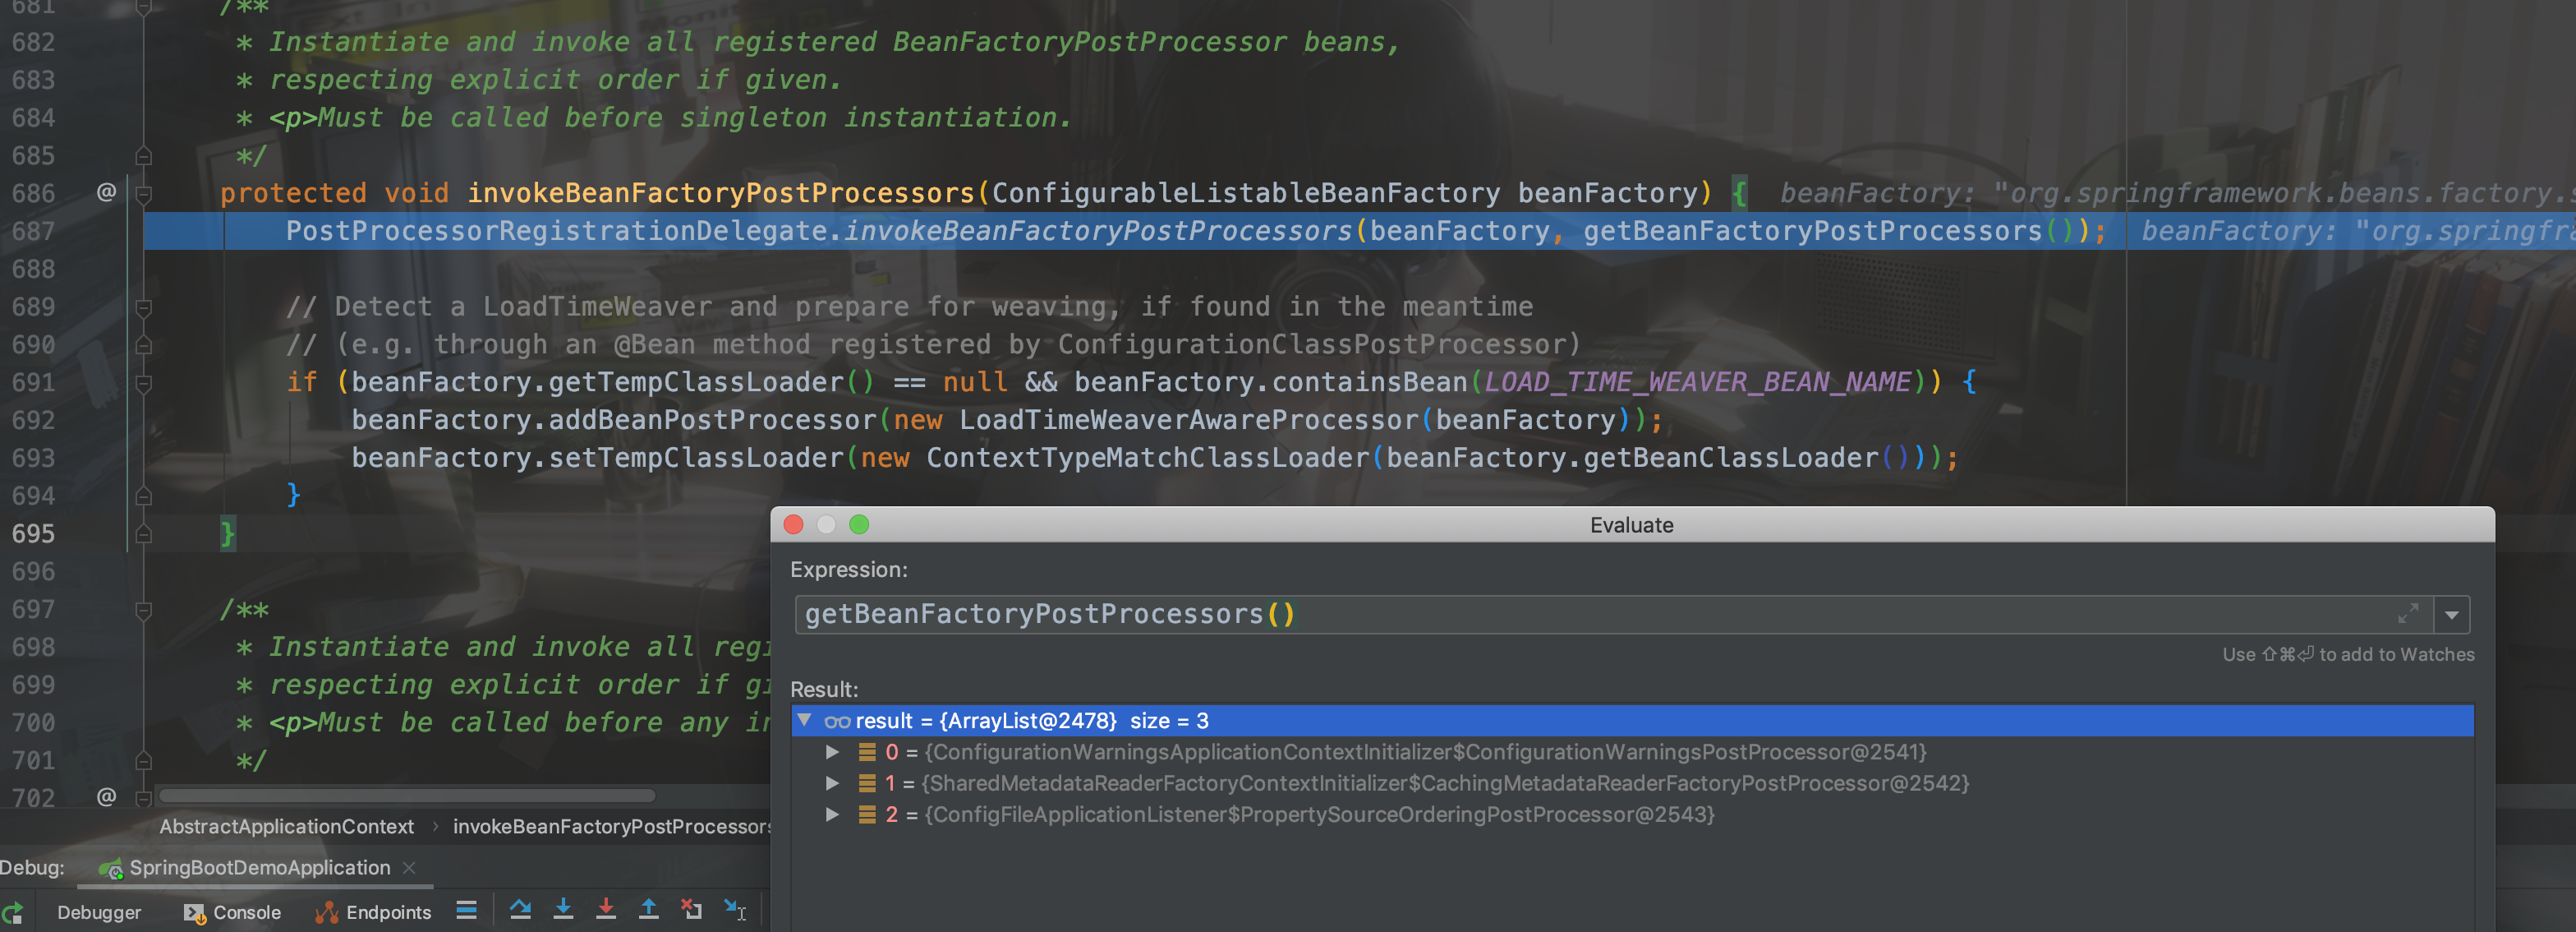 681 /**
682 * Instantiate and invoke all registered BeanFactoryPostProcessor beans,
683 * respecting explicit order if given.
684 * <p>Must be called before singleton instantiation.
685 */
686 @ protected void invokeBeanFactoryPostProcessors(ConfigurableListableBeanFactory beanFactory) { beanFactory: "org.springframework.beans.factory.s
687 PostProcessorRegistrationDelegate.invokeBeanFactoryPostProcessors(beanFactory, getBeanFactoryPostProcessors()); beanFactory: "org.springfra
688
689 // Detect a LoadTimeWeaver and prepare for weaving, if found in the meantime
690 // (e.g. through an @Bean method registered by ConfigurationClassPostProcessor)
691 if (beanFactory.getTempClassLoader() == null && beanFactory.containsBean(LOAD_TIME_WEAVER_BEAN_NAME)) {
692 beanFactory.addBeanPostProcessor(new LoadTimeWeaverAwareProcessor(beanFactory));
693 beanFactory.setTempClassLoader(new ContextTypeMatchClassLoader(beanFactory.getBeanClassLoader()));
694 }
695 }
696
697 /**
698 * Instantiate and invoke all regi
699 * respecting explicit order if gi
700 * <p>Must be called before any in
701 */
702 @
Evaluate
Expression:
getBeanFactoryPostProcessors()
Use ⇧⌘⏎ to add to Watches
Result:
result = {ArrayList@2478} size = 3
0 = {ConfigurationWarningsApplicationContextInitializer$ConfigurationWarningsPostProcessor@2541}
1 = {SharedMetadataReaderFactoryContextInitializer$CachingMetadataReaderFactoryPostProcessor@2542}
2 = {ConfigFileApplicationListener$PropertySourceOrderingPostProcessor@2543}
AbstractApplicationContext › invokeBeanFactoryPostProcessors
Debug: SpringBootDemoApplication ×
Debugger Console Endpoints